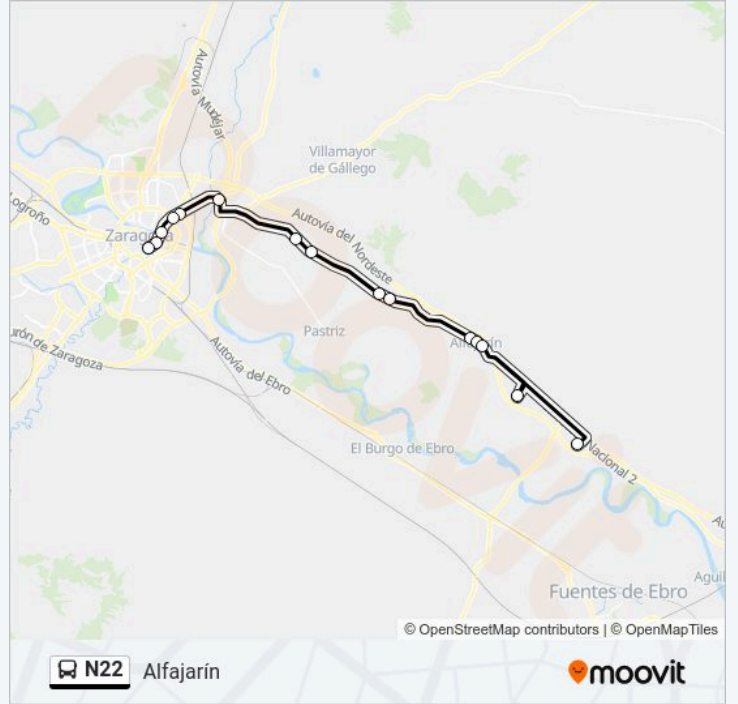 Autovía Mudéjar
Villamayor
de Gállego
Logroño
Zaragoza
Autovía del Nordeste
Alfajarín
Pastriz
Autovía del Ebro
El Burgo de Ebro
Nacional 2
Fuentes de Ebro
© OpenStreetMap contributors | © OpenMapTiles
N22 Alfajarín
moovit